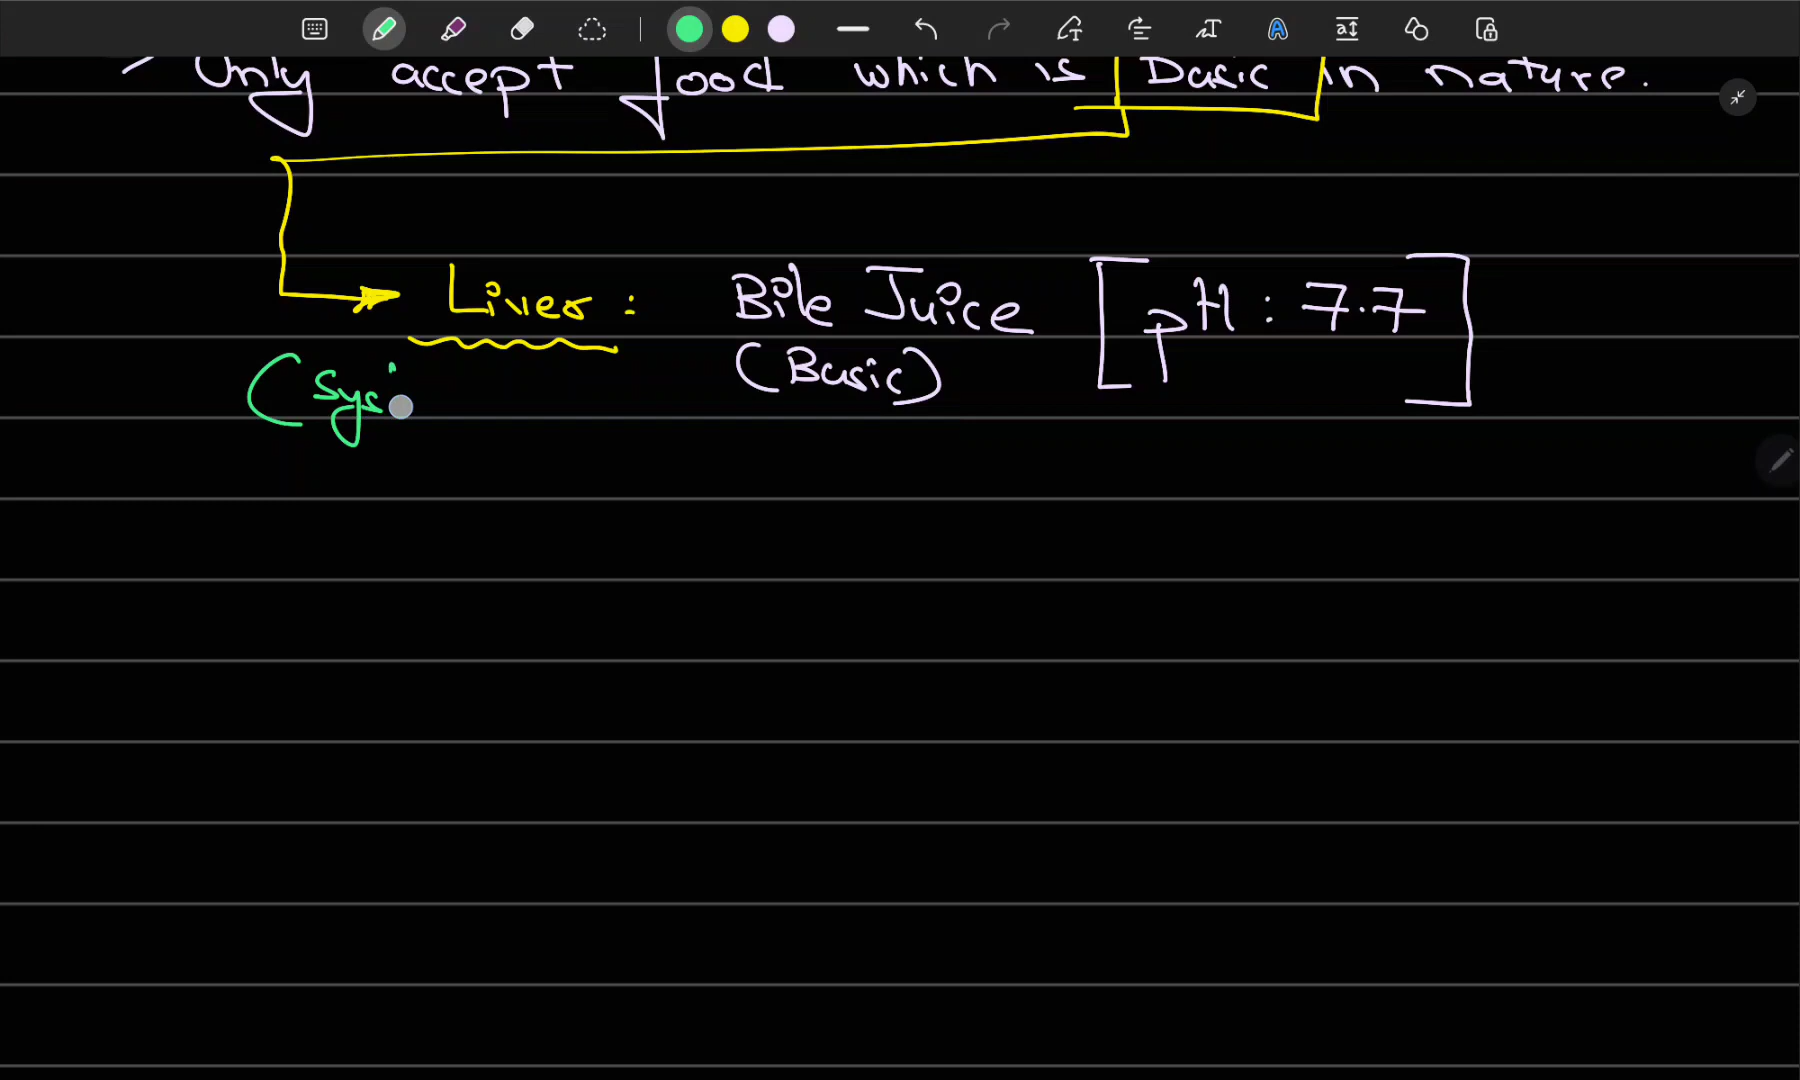 - Only accept food which is Basic in nature.
Liver : Bile Juice [ pH : 7.7 ]
(Basic)
(Sys